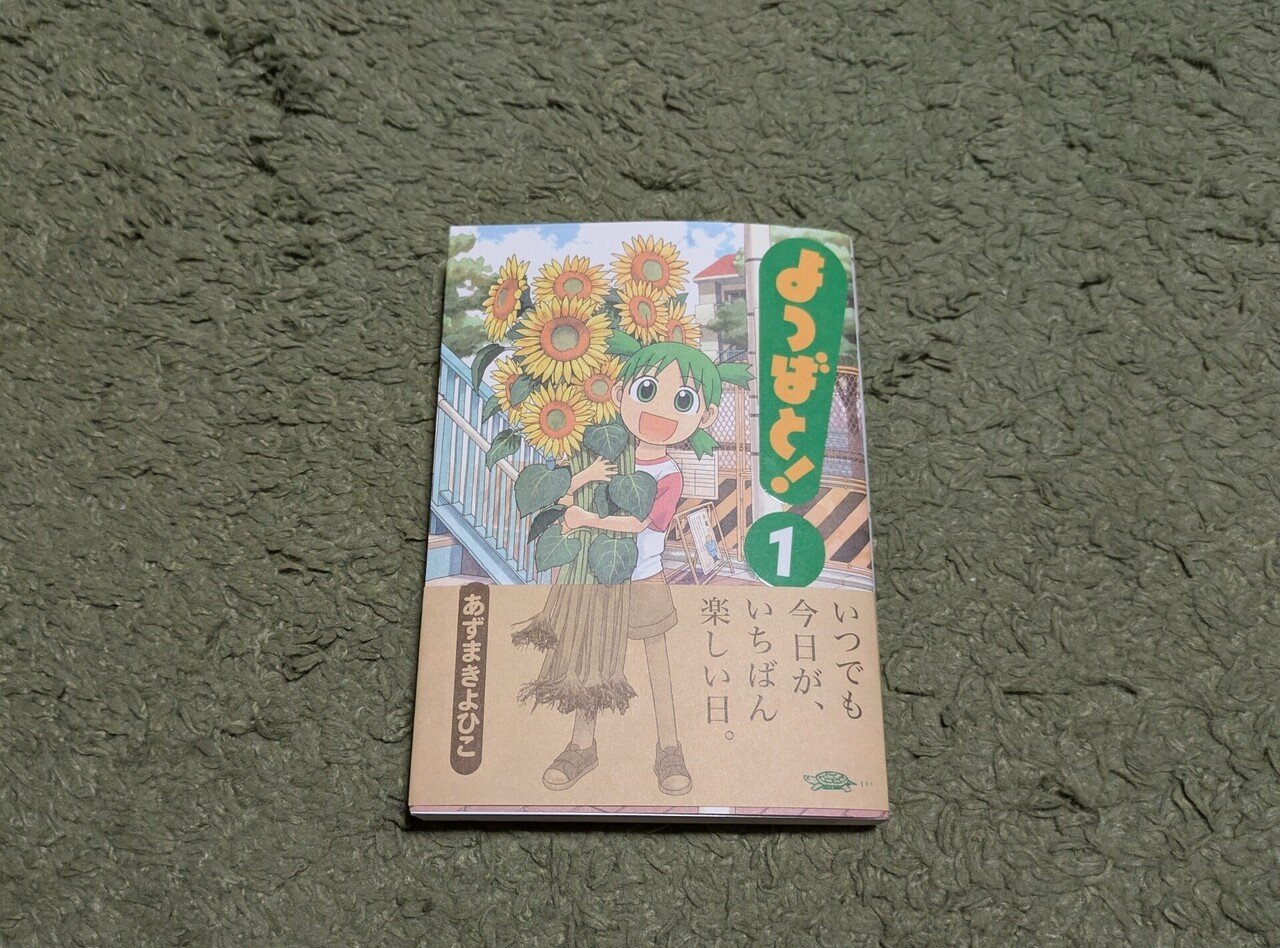 よつばと!
1
いつでも
今日が、
いちばん
楽しい日。
あずまきよひこ